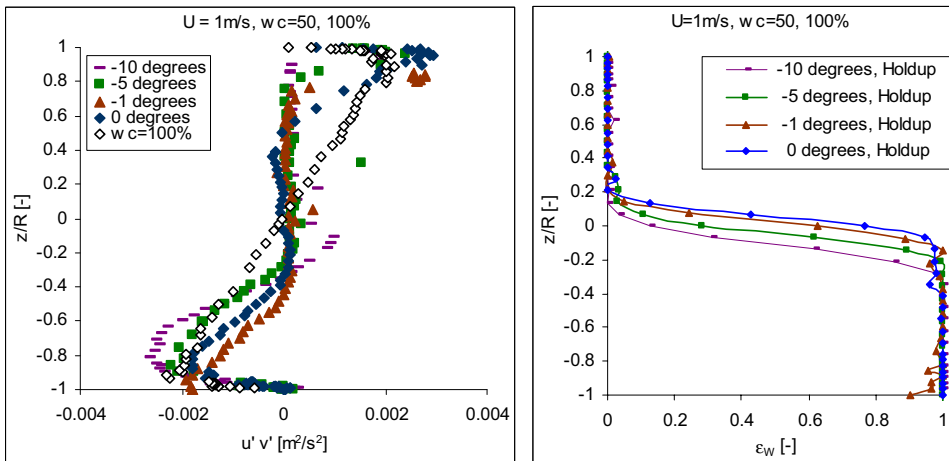 U = 1m/s, wc=50, 100%
z/R [-]
1
0.8
0.6
0.4
0.2
0
-0.2
-0.4
-0.6
-0.8
-1
-10 degrees
-5 degrees
-1 degrees
0 degrees
wc=100%
-0.004 -0.002 0 0.002 0.004
u' v' [m²/s²]
U=1m/s, wc=50, 100%
z/R [-]
1
0.8
0.6
0.4
0.2
0
-0.2
-0.4
-0.6
-0.8
-1
-10 degrees, Holdup
-5 degrees, Holdup
-1 degrees, Holdup
0 degrees, Holdup
0 0.2 0.4 0.6 0.8 1
εW [-]